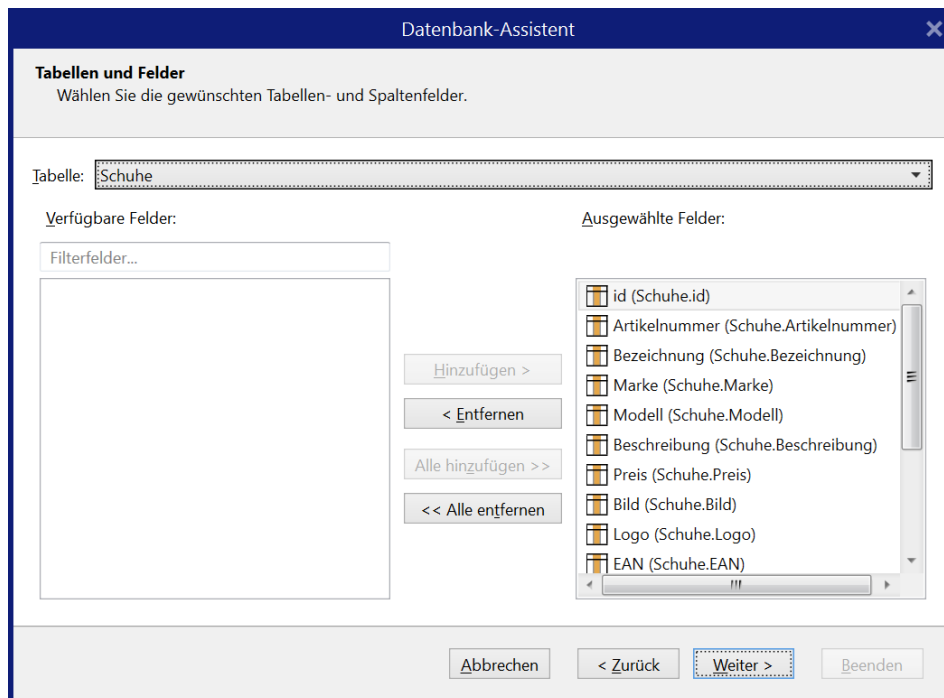 Datenbank-Assistent
Tabellen und Felder
Wählen Sie die gewünschten Tabellen- und Spaltenfelder.
Tabelle: Schuhe
Verfügbare Felder:
Filterfelder...
Hinzufügen >
< Entfernen
Alle hinzufügen >>
<< Alle entfernen
Ausgewählte Felder:
id (Schuhe.id)
Artikelnummer (Schuhe.Artikelnummer)
Bezeichnung (Schuhe.Bezeichnung)
Marke (Schuhe.Marke)
Modell (Schuhe.Modell)
Beschreibung (Schuhe.Beschreibung)
Preis (Schuhe.Preis)
Bild (Schuhe.Bild)
Logo (Schuhe.Logo)
EAN (Schuhe.EAN)
Abbrechen
< Zurück
Weiter >
Beenden